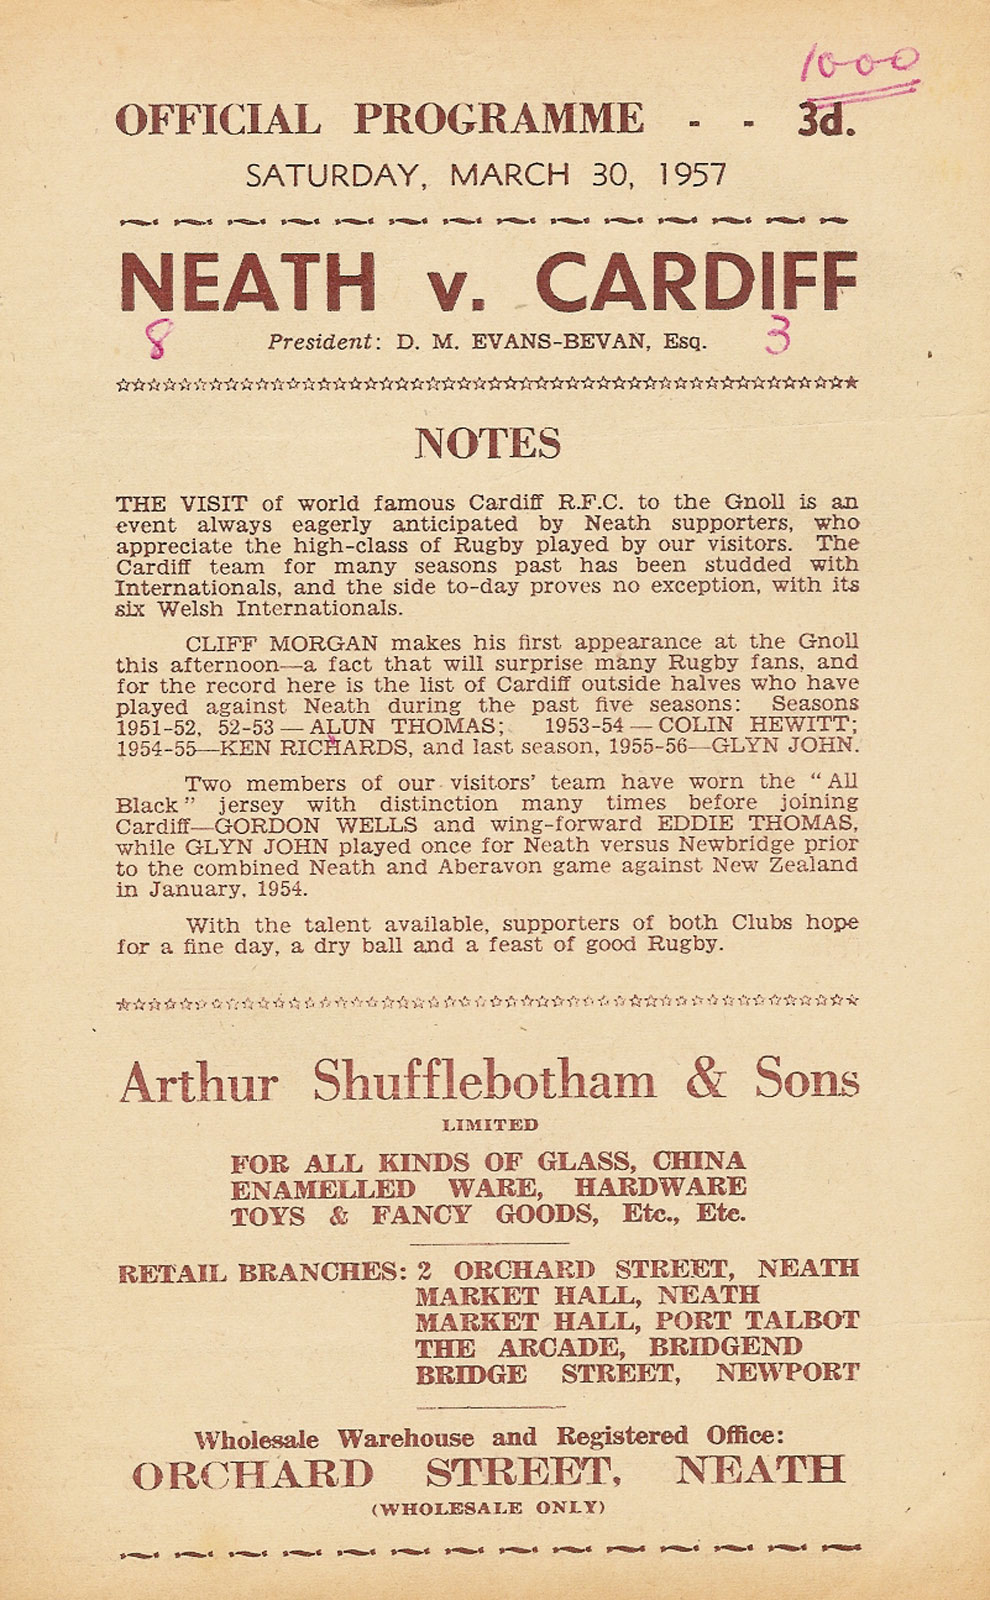 1000
OFFICIAL PROGRAMME - - 3d.
SATURDAY, MARCH 30, 1957
NEATH v. CARDIFF
8 President: D. M. EVANS-BEVAN, Esq. 3
NOTES
THE VISIT of world famous Cardiff R.F.C. to the Gnoll is an
event always eagerly anticipated by Neath supporters, who
appreciate the high-class of Rugby played by our visitors. The
Cardiff team for many seasons past has been studded with
Internationals, and the side to-day proves no exception, with its
six Welsh Internationals.
CLIFF MORGAN makes his first appearance at the Gnoll
this afternoon—a fact that will surprise many Rugby fans, and
for the record here is the list of Cardiff outside halves who have
played against Neath during the past five seasons: Seasons
1951-52, 52-53 — ALUN THOMAS; 1953-54 — COLIN HEWITT;
1954-55—KEN RICHARDS, and last season, 1955-56—GLYN JOHN.
Two members of our visitors' team have worn the "All
Black" jersey with distinction many times before joining
Cardiff—GORDON WELLS and wing-forward EDDIE THOMAS,
while GLYN JOHN played once for Neath versus Newbridge prior
to the combined Neath and Aberavon game against New Zealand
in January, 1954.
With the talent available, supporters of both Clubs hope
for a fine day, a dry ball and a feast of good Rugby.
Arthur Shufflebotham & Sons
LIMITED
FOR ALL KINDS OF GLASS, CHINA
ENAMELLED WARE, HARDWARE
TOYS & FANCY GOODS, Etc., Etc.
RETAIL BRANCHES: 2 ORCHARD STREET, NEATH
MARKET HALL, NEATH
MARKET HALL, PORT TALBOT
THE ARCADE, BRIDGEND
BRIDGE STREET, NEWPORT
Wholesale Warehouse and Registered Office:
ORCHARD STREET, NEATH
(WHOLESALE ONLY)